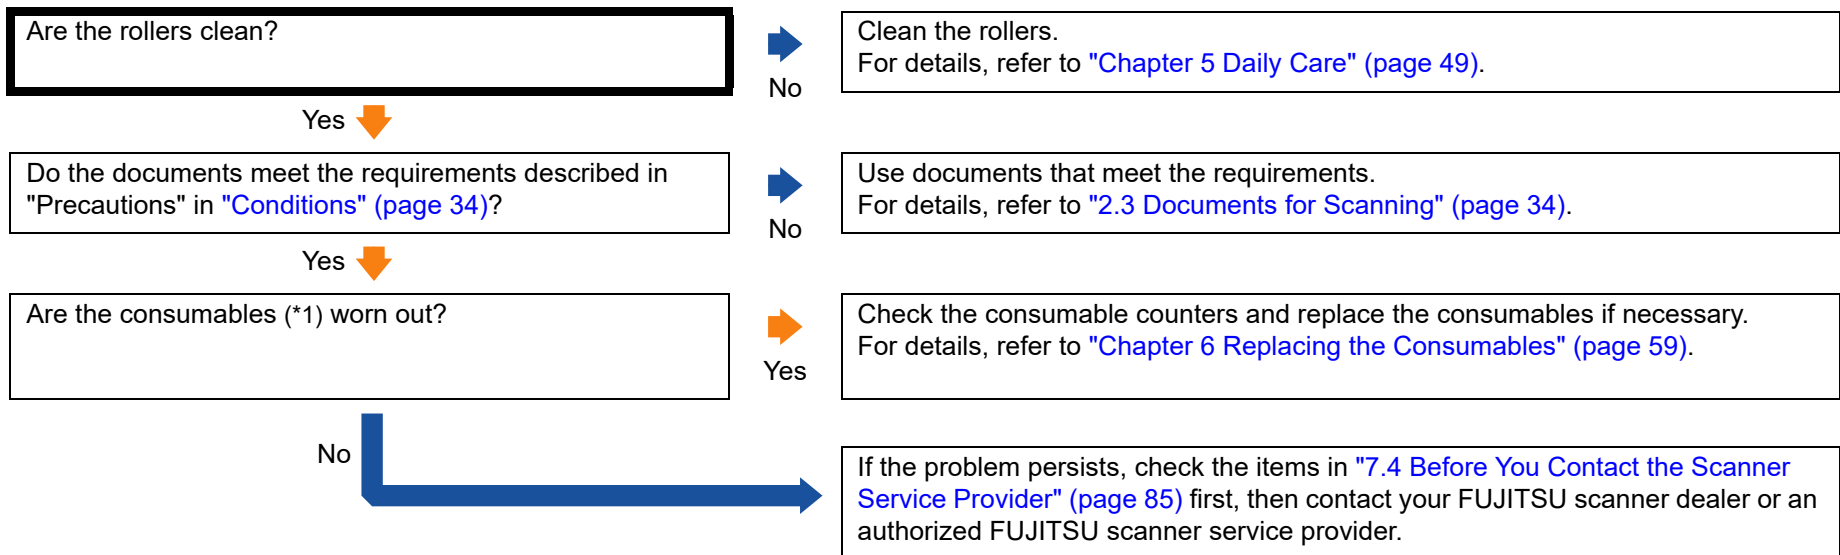 Are the rollers clean?
No
Clean the rollers.
For details, refer to "Chapter 5 Daily Care" (page 49).
Yes
Do the documents meet the requirements described in
"Precautions" in "Conditions" (page 34)?
No
Use documents that meet the requirements.
For details, refer to "2.3 Documents for Scanning" (page 34).
Yes
Are the consumables (*1) worn out?
Yes
Check the consumable counters and replace the consumables if necessary.
For details, refer to "Chapter 6 Replacing the Consumables" (page 59).
No
If the problem persists, check the items in "7.4 Before You Contact the Scanner
Service Provider" (page 85) first, then contact your FUJITSU scanner dealer or an
authorized FUJITSU scanner service provider.